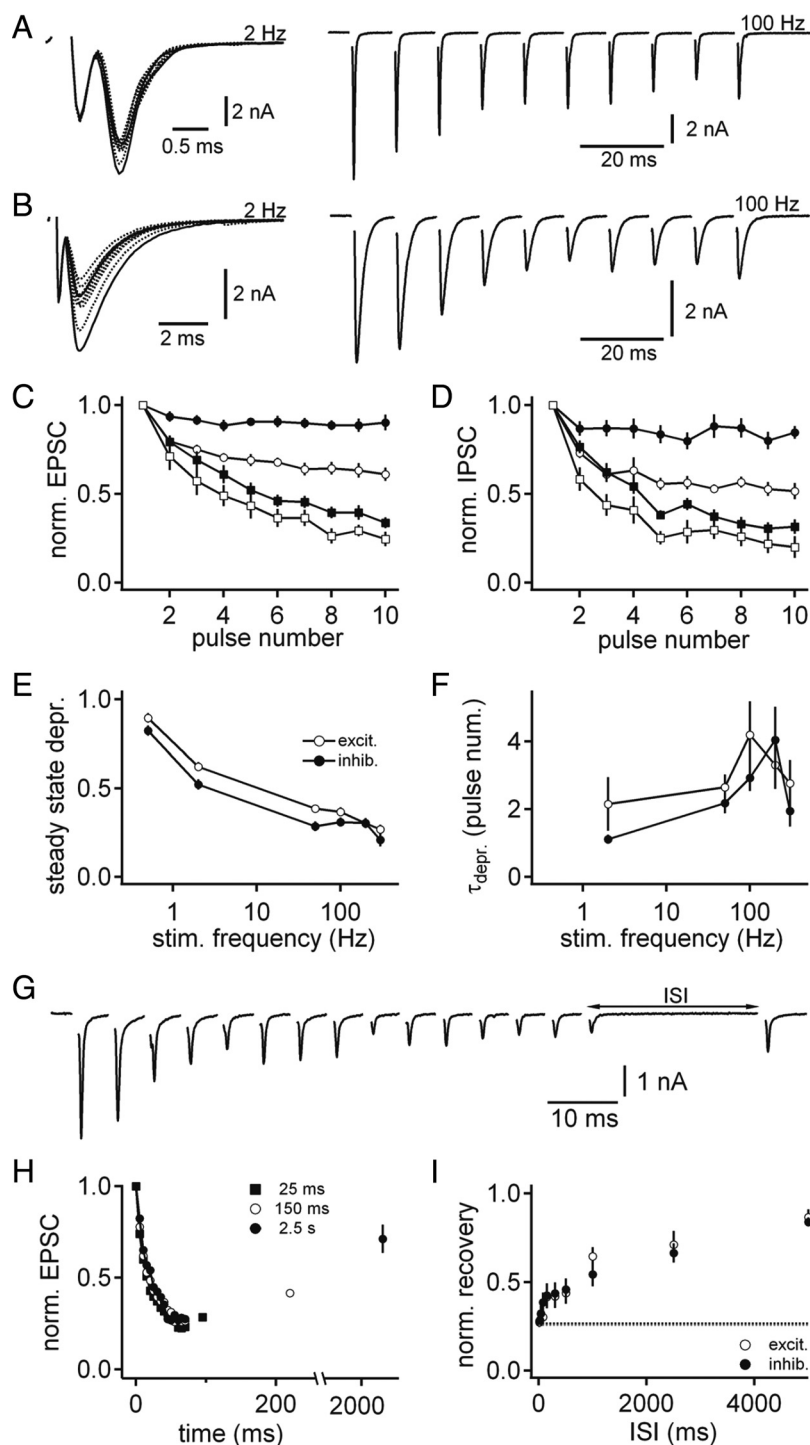 A
2 Hz
2 nA
0.5 ms
100 Hz
2 nA
20 ms
B
2 Hz
2 nA
2 ms
100 Hz
2 nA
20 ms
C
norm. EPSC
1.0
0.5
0.0
2 4 6 8 10
pulse number
D
norm. IPSC
1.0
0.5
0.0
2 4 6 8 10
pulse number
E
steady state depr.
1.0
0.5
0.0
excit.
inhib.
1 10 100
stim. frequency (Hz)
F
τdepr. (pulse num.)
4
2
0
1 10 100
stim. frequency (Hz)
G
ISI
1 nA
10 ms
H
norm. EPSC
1.0
0.5
0.0
25 ms
150 ms
2.5 s
0 200 2000
time (ms)
I
norm. recovery
1.0
0.5
0.0
excit.
inhib.
0 2000 4000
ISI (ms)